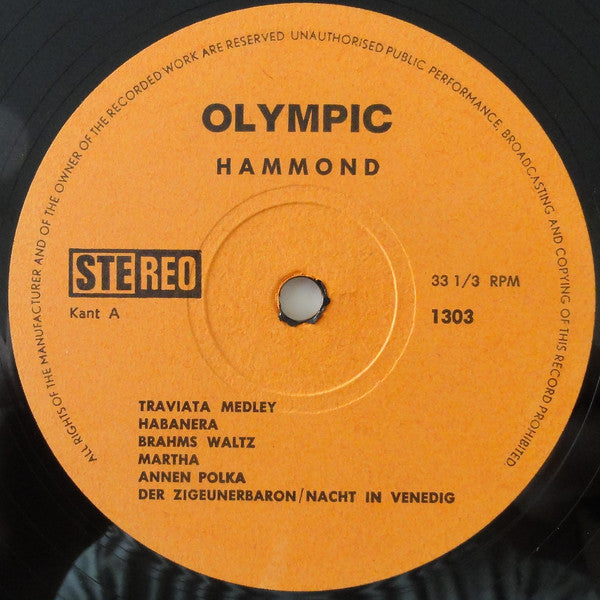 ALL RIGHTS OF THE MANUFACTURER AND OF THE OWNER OF THE RECORDED WORK ARE RESERVED UNAUTHORISED PUBLIC PERFORMANCE, BROADCASTING AND COPYING OF THIS RECORD PROHIBITED.
OLYMPIC
HAMMOND
STEREO
33 1/3 RPM
Kant A
1303
TRAVIATA MEDLEY
HABANERA
BRAHMS WALTZ
MARTHA
ANNEN POLKA
DER ZIGEUNERBARON/NACHT IN VENEDIG